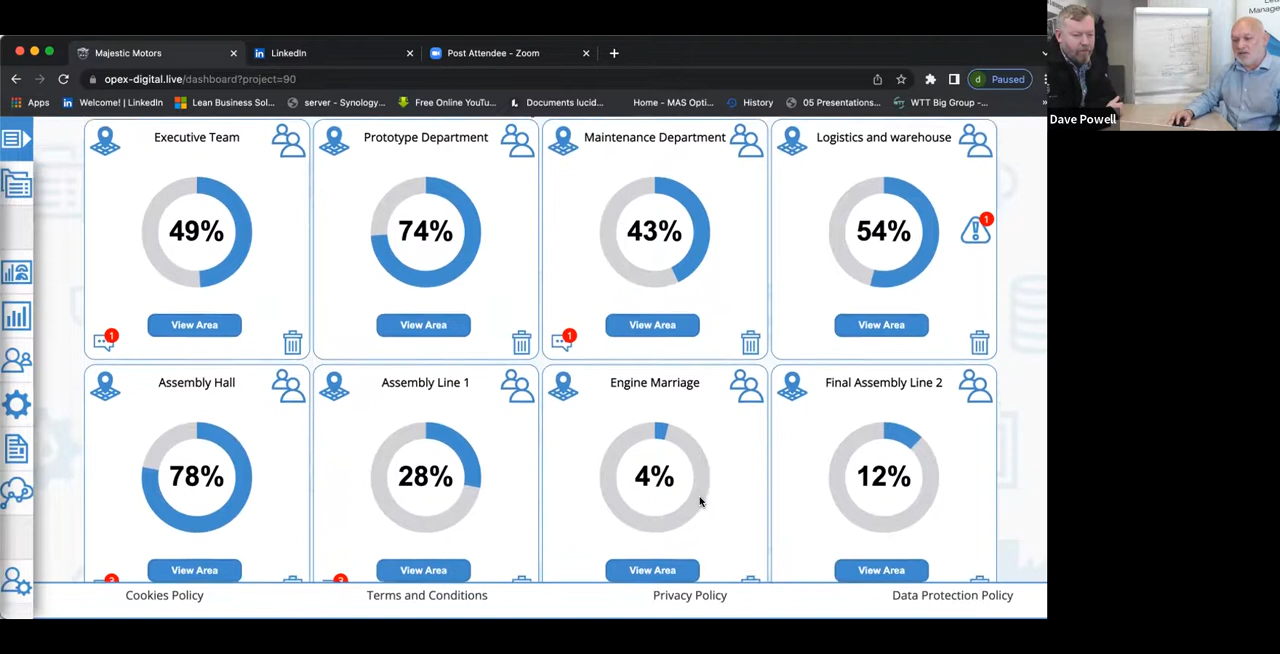 Majestic Motors
LinkedIn
Post Attendee - Zoom
opex-digital.live/dashboard?project=90
d Paused
Apps
Welcome! | LinkedIn
Lean Business Sol...
server - Synology...
Free Online YouTu...
Documents lucid...
Home - MAS Opti...
History
05 Presentations...
WTT Big Group -...
»
Dave Powell
Executive Team
Prototype Department
Maintenance Department
Logistics and warehouse
49%
74%
43%
54%
1
View Area
View Area
View Area
View Area
1
1
Assembly Hall
Assembly Line 1
Engine Marriage
Final Assembly Line 2
78%
28%
4%
12%
View Area
View Area
View Area
View Area
Cookies Policy
Terms and Conditions
Privacy Policy
Data Protection Policy